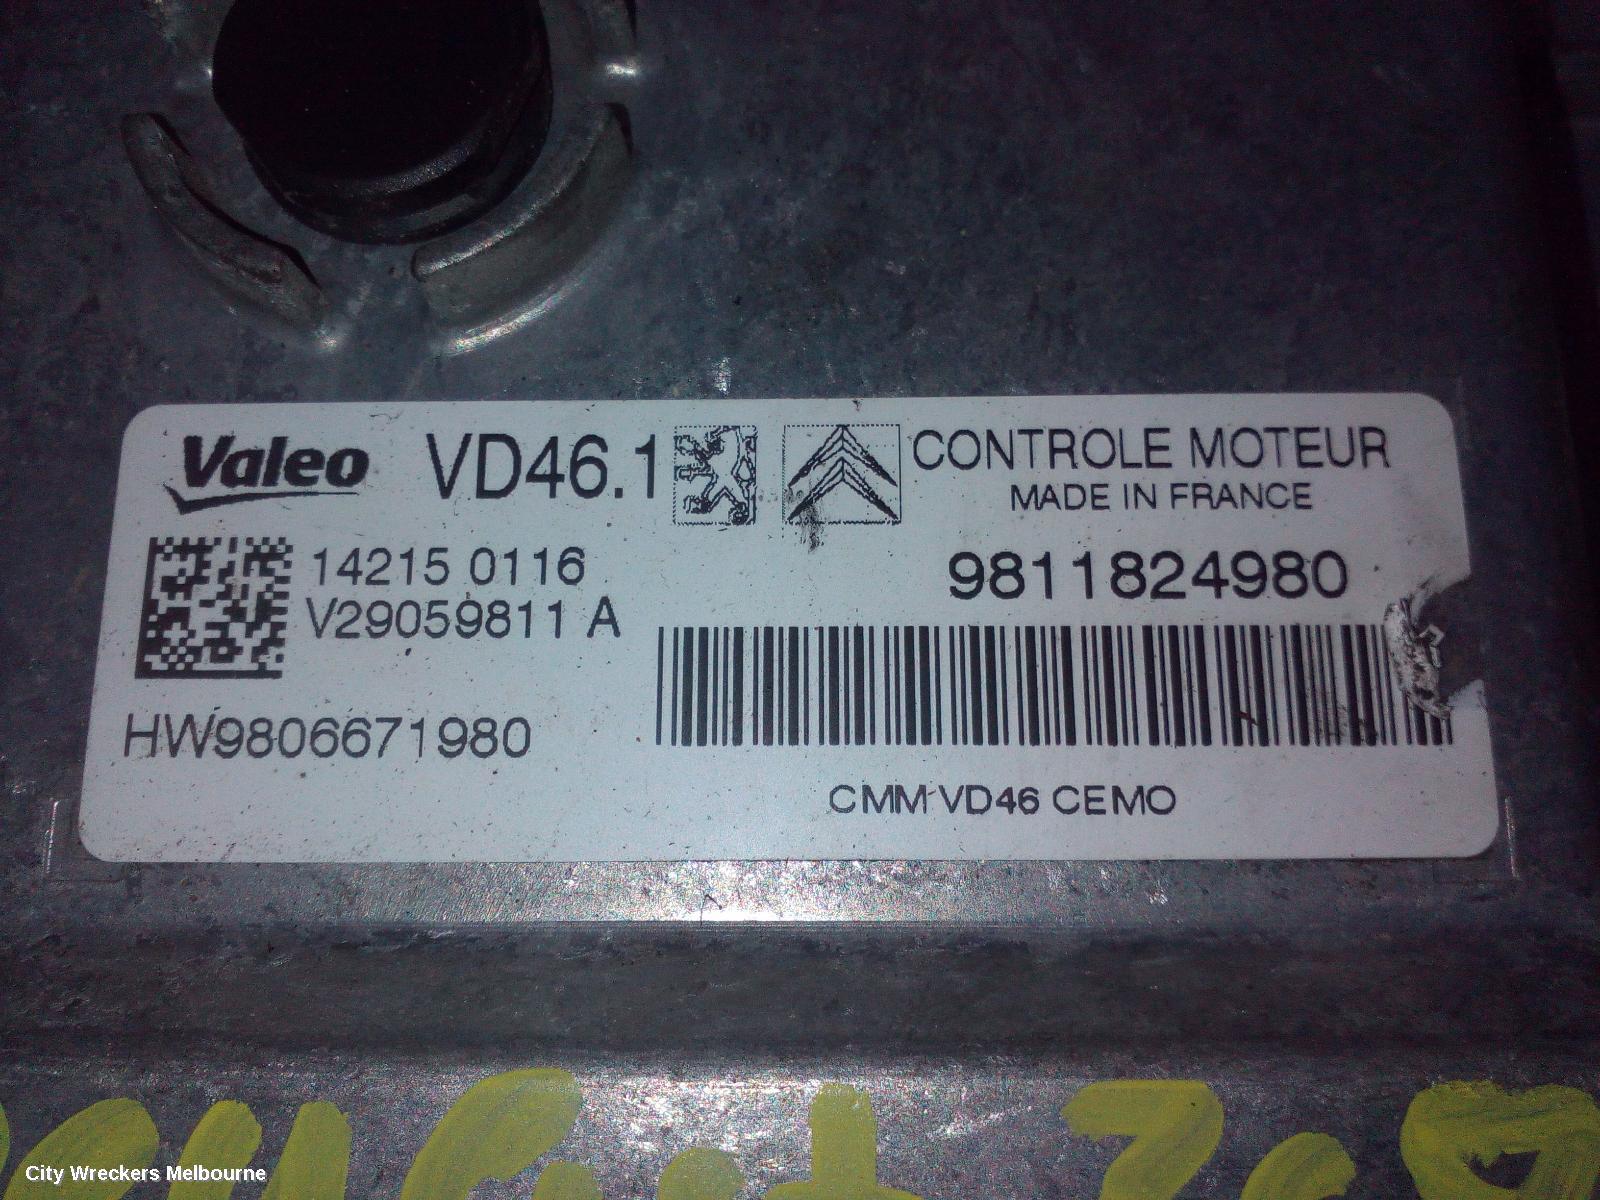 Valeo VD46.1 CONTROLE MOTEUR
MADE IN FRANCE
14215 0116
V29059811 A
9811824980
HW9806671980
CMM VD46 CEMO
City Wreckers Melbourne